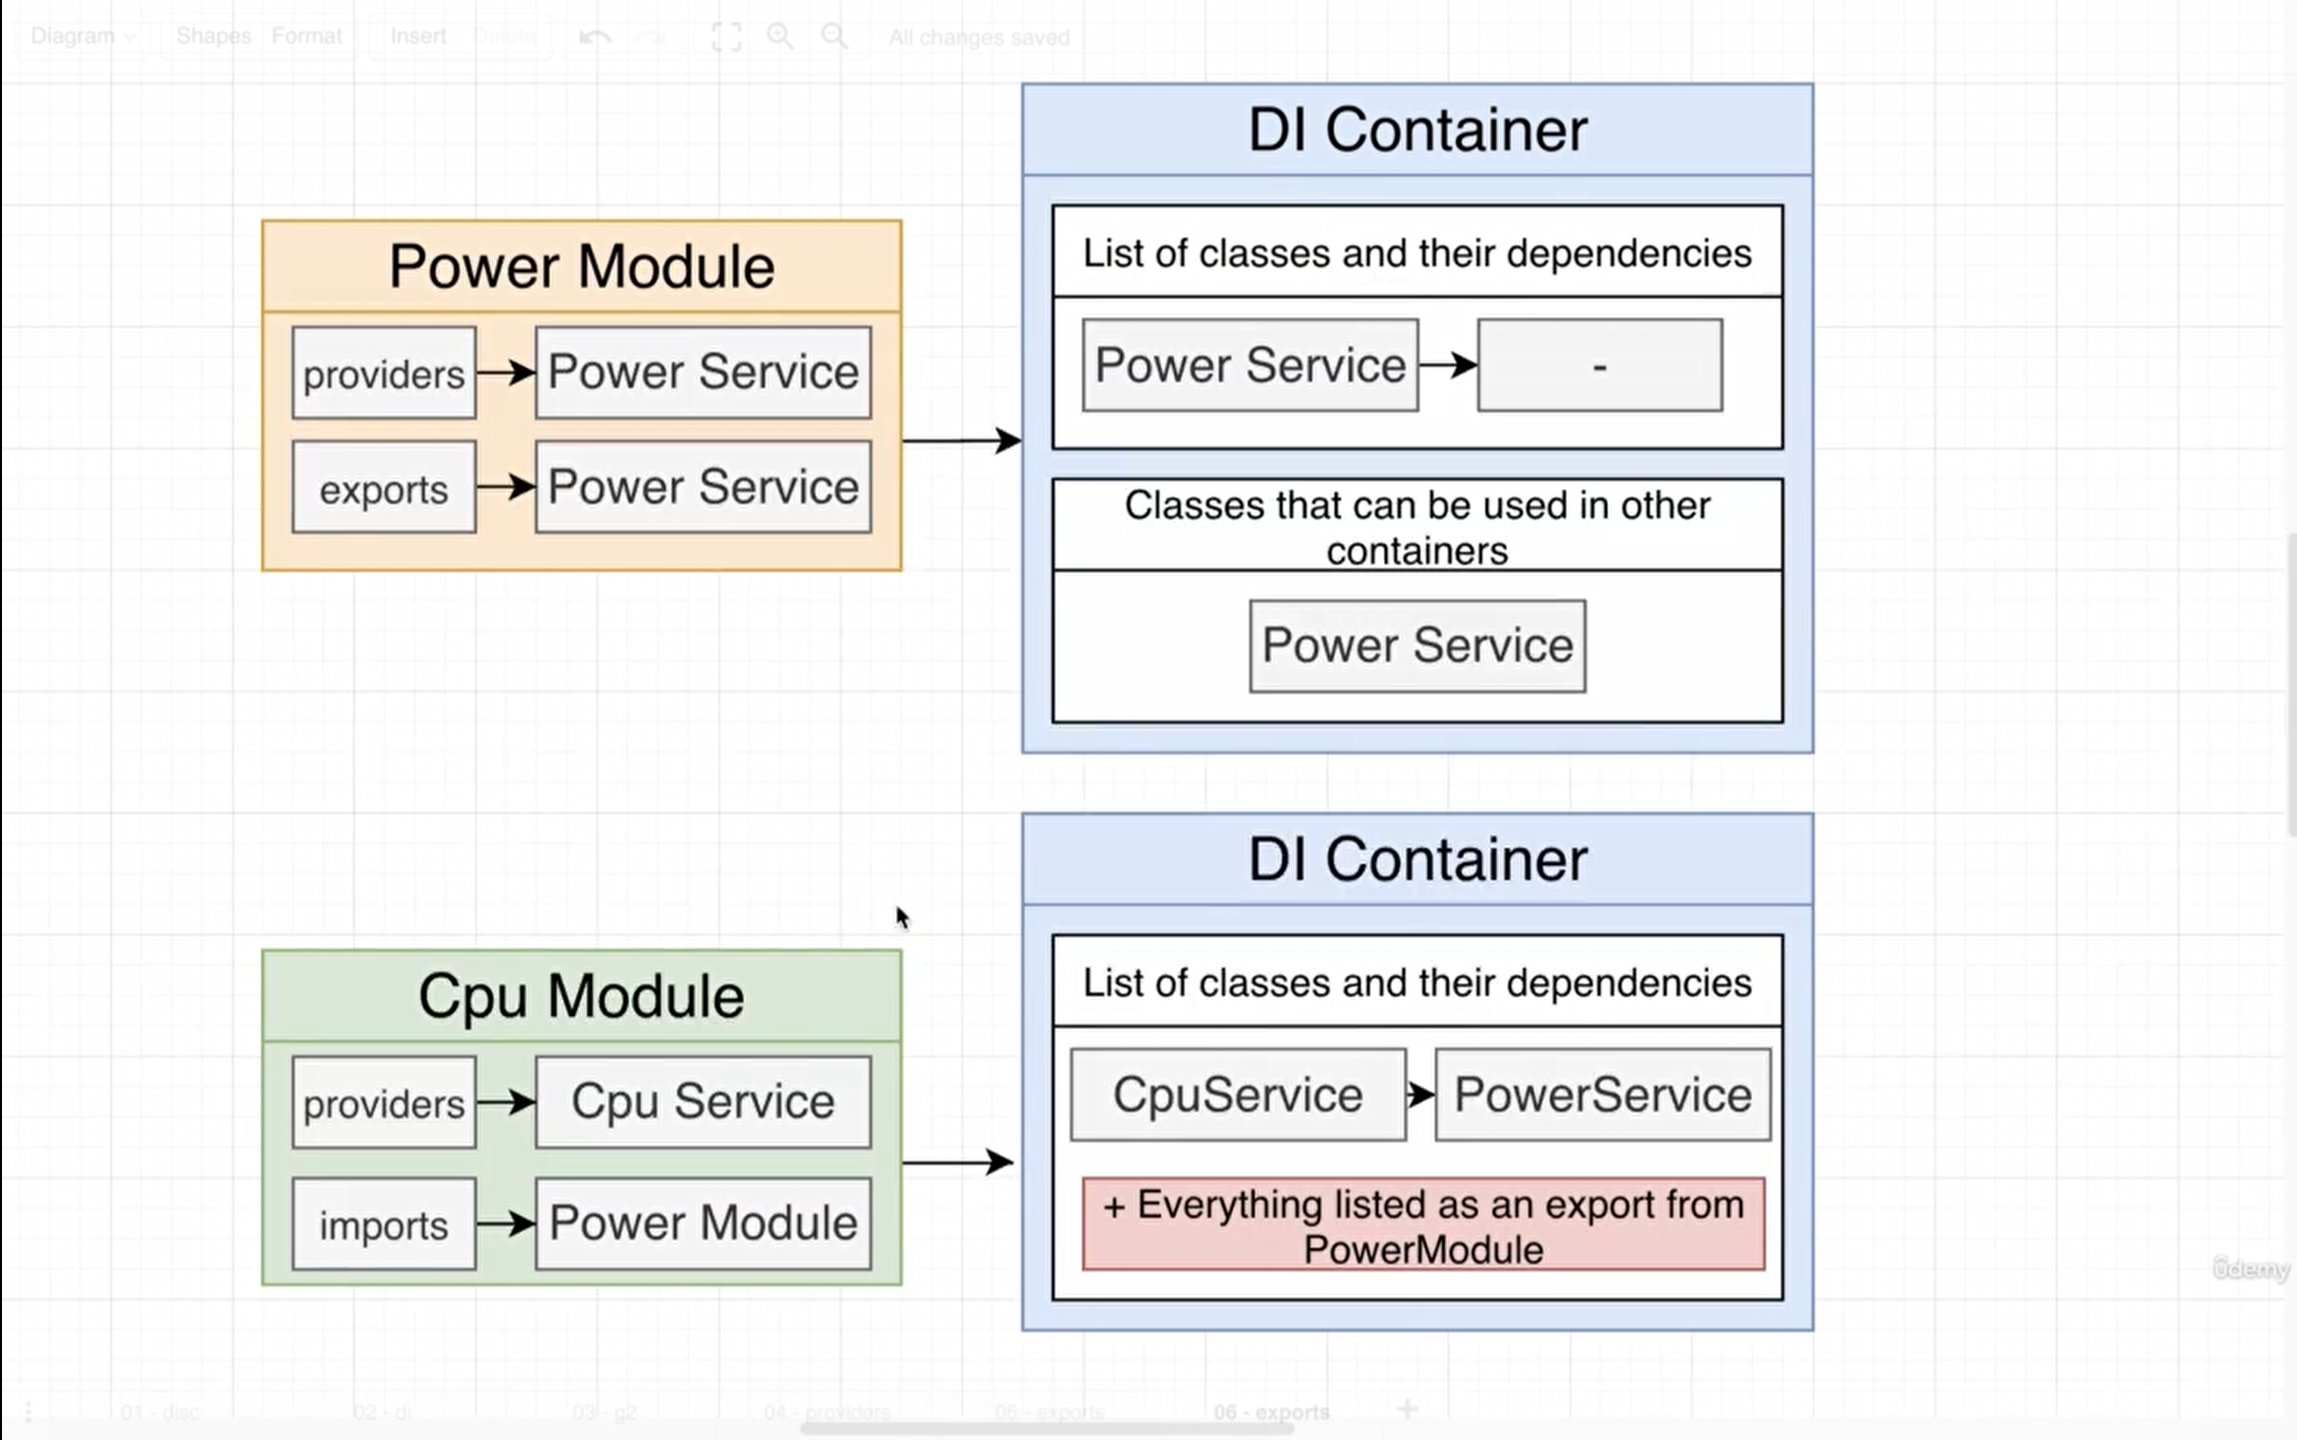 Diagram
Shapes
Format
Insert
Delete
All changes saved
DI Container
List of classes and their dependencies
Power Service
-
Classes that can be used in other
containers
Power Service
Power Module
providers
Power Service
exports
Power Service
DI Container
List of classes and their dependencies
CpuService
PowerService
+ Everything listed as an export from
PowerModule
Cpu Module
providers
Cpu Service
imports
Power Module
ûdemy
01 - disc
02 - di
03 - g2
04 - providers
05 - exports
06 - exports
+